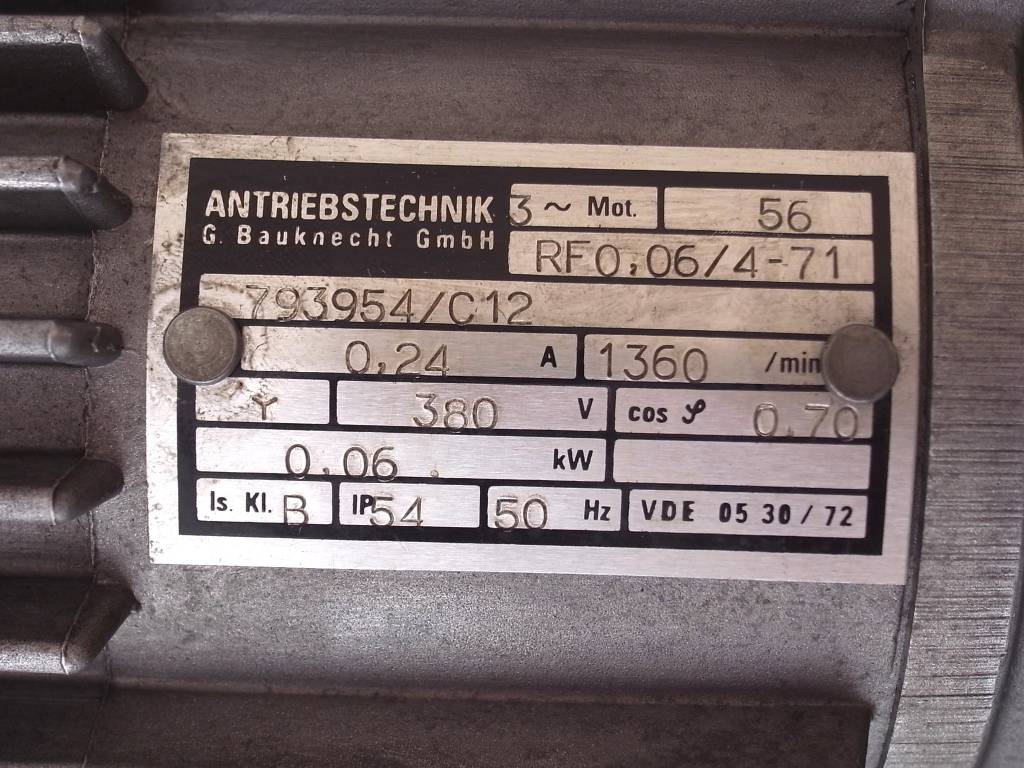 ANTRIEBSTECHNIK 3 ~ Mot. 56
G. Bauknecht GmbH RF0,06/4-71
793954/C12
0,24 A 1360 /min
Y 380 V cos φ 0.70
0,06 kW
Is. Kl. B IP54 50 Hz VDE 05 30 / 72